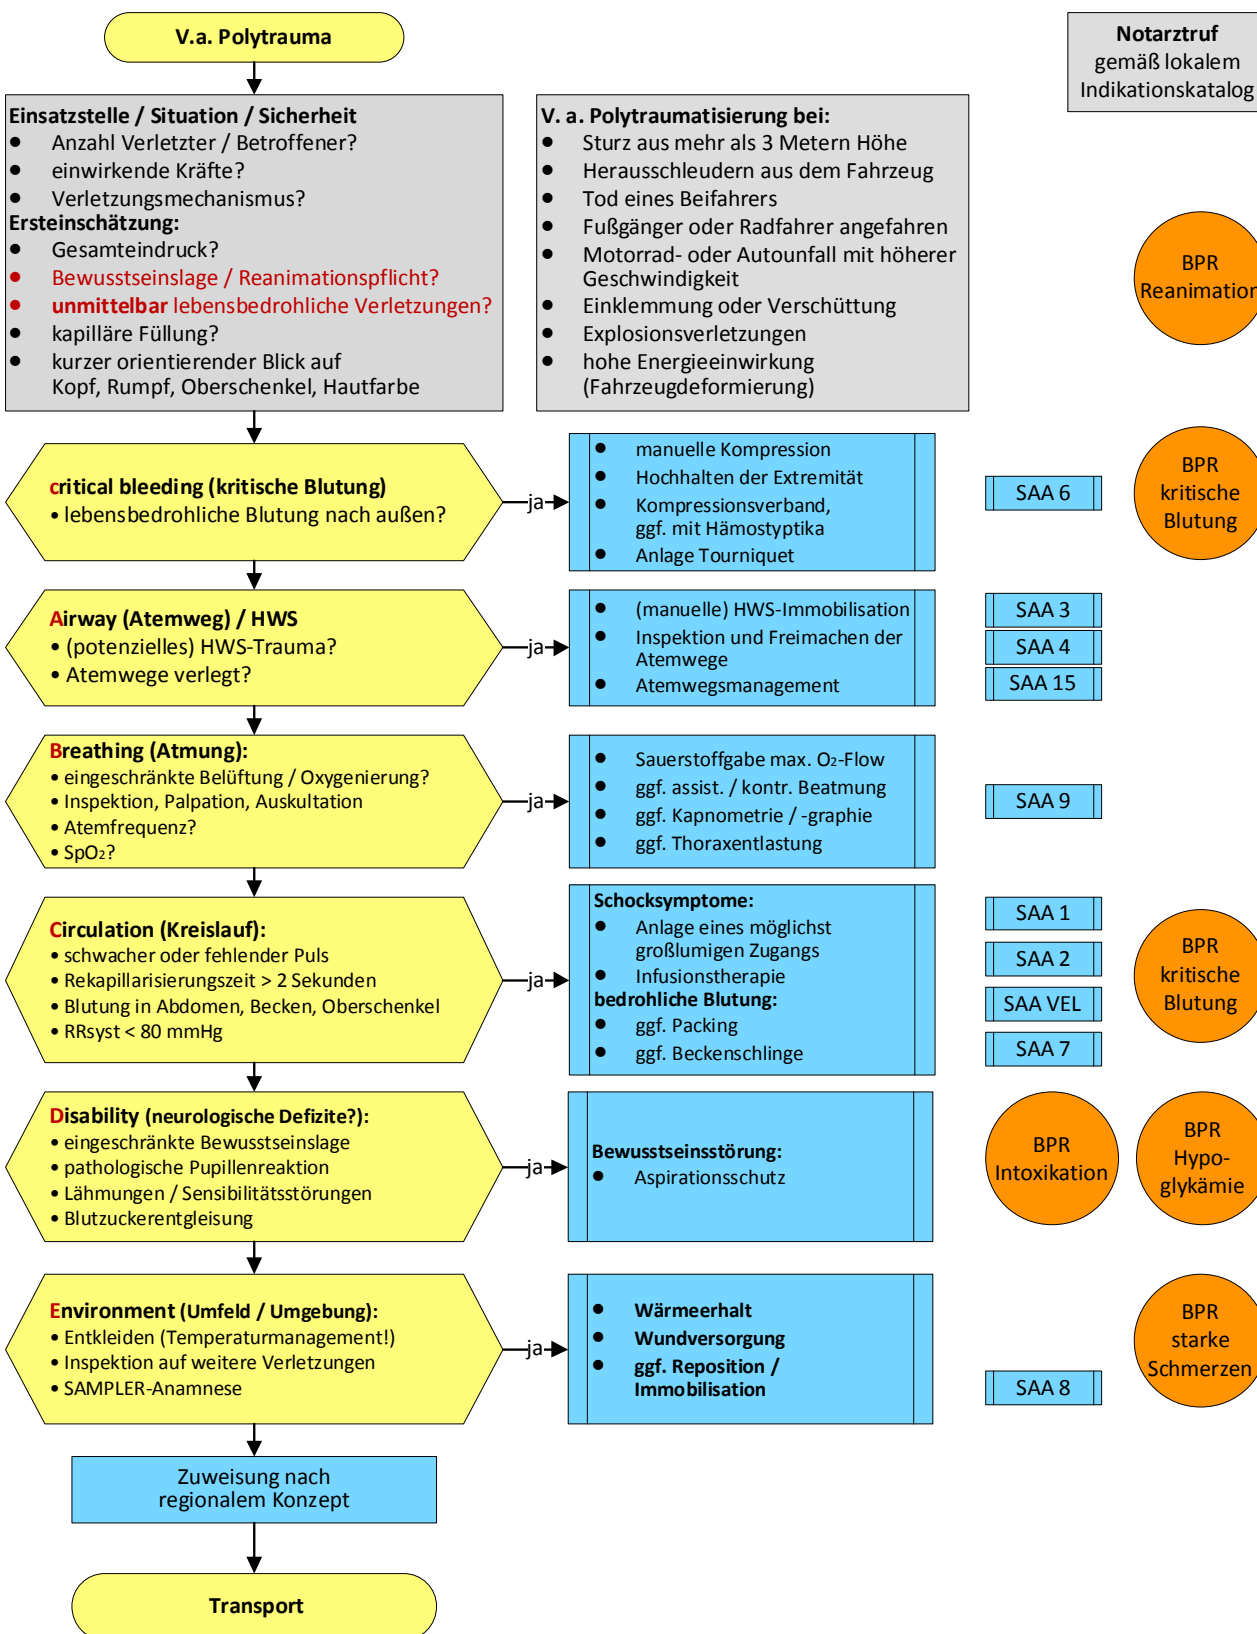 V.a. Polytrauma
Notarztruf
gemäß lokalem
Indikationskatalog
Einsatzstelle / Situation / Sicherheit
● Anzahl Verletzter / Betroffener?
● einwirkende Kräfte?
● Verletzungsmechanismus?
Ersteinschätzung:
● Gesamteindruck?
● Bewusstseinslage / Reanimationspflicht?
● unmittelbar lebensbedrohliche Verletzungen?
● kapilläre Füllung?
● kurzer orientierender Blick auf
Kopf, Rumpf, Oberschenkel, Hautfarbe
V. a. Polytraumatisierung bei:
● Sturz aus mehr als 3 Metern Höhe
● Herausschleudern aus dem Fahrzeug
● Tod eines Beifahrers
● Fußgänger oder Radfahrer angefahren
● Motorrad- oder Autounfall mit höherer
Geschwindigkeit
● Einklemmung oder Verschüttung
● Explosionsverletzungen
● hohe Energieeinwirkung
(Fahrzeugdeformierung)
BPR
Reanimation
critical bleeding (kritische Blutung)
• lebensbedrohliche Blutung nach außen?
ja
● manuelle Kompression
● Hochhalten der Extremität
● Kompressionsverband,
ggf. mit Hämostyptika
● Anlage Tourniquet
SAA 6
BPR
kritische
Blutung
Airway (Atemweg) / HWS
• (potenzielles) HWS-Trauma?
• Atemwege verlegt?
ja
● (manuelle) HWS-Immobilisation
● Inspektion und Freimachen der
Atemwege
● Atemwegsmanagement
SAA 3
SAA 4
SAA 15
Breathing (Atmung):
• eingeschränkte Belüftung / Oxygenierung?
• Inspektion, Palpation, Auskultation
• Atemfrequenz?
• SpO₂?
ja
● Sauerstoffgabe max. O₂-Flow
● ggf. assist. / kontr. Beatmung
● ggf. Kapnometrie / -graphie
● ggf. Thoraxentlastung
SAA 9
Circulation (Kreislauf):
• schwacher oder fehlender Puls
• Rekapillarisierungszeit > 2 Sekunden
• Blutung in Abdomen, Becken, Oberschenkel
• RRsyst < 80 mmHg
ja
Schocksymptome:
● Anlage eines möglichst
großlumigen Zugangs
● Infusionstherapie
bedrohliche Blutung:
● ggf. Packing
● ggf. Beckenschlinge
SAA 1
SAA 2
SAA VEL
SAA 7
BPR
kritische
Blutung
Disability (neurologische Defizite?):
• eingeschränkte Bewusstseinslage
• pathologische Pupillenreaktion
• Lähmungen / Sensibilitätsstörungen
• Blutzuckerentgleisung
ja
Bewusstseinsstörung:
● Aspirationsschutz
BPR
Intoxikation
BPR
Hypo-
glykämie
Environment (Umfeld / Umgebung):
• Entkleiden (Temperaturmanagement!)
• Inspektion auf weitere Verletzungen
• SAMPLER-Anamnese
ja
● Wärmeerhalt
● Wundversorgung
● ggf. Reposition /
Immobilisation
SAA 8
BPR
starke
Schmerzen
Zuweisung nach
regionalem Konzept
Transport